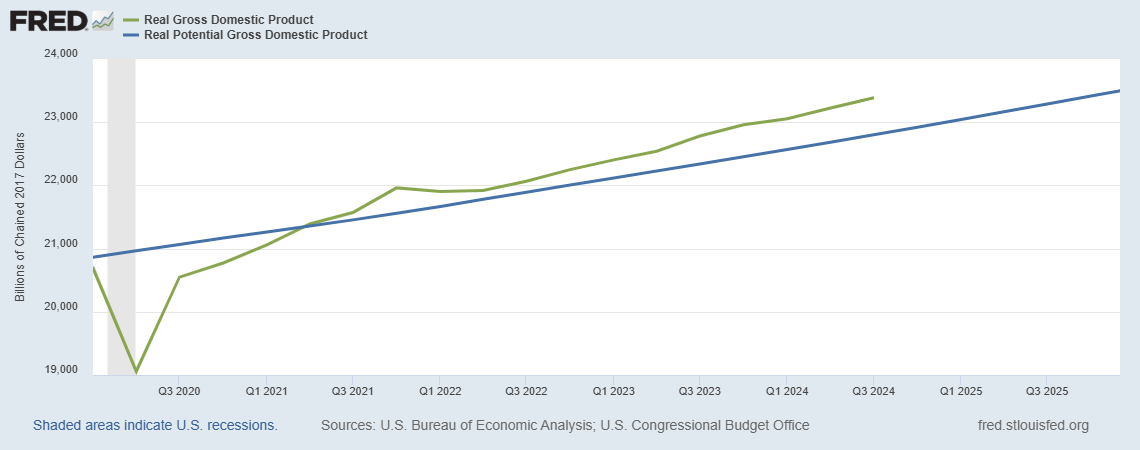 FRED
Real Gross Domestic Product
Real Potential Gross Domestic Product
24,000
23,000
22,000
21,000
20,000
19,000
Billions of Chained 2017 Dollars
Q3 2020 Q1 2021 Q3 2021 Q1 2022 Q3 2022 Q1 2023 Q3 2023 Q1 2024 Q3 2024 Q1 2025 Q3 2025
Shaded areas indicate U.S. recessions. Sources: U.S. Bureau of Economic Analysis; U.S. Congressional Budget Office fred.stlouisfed.org